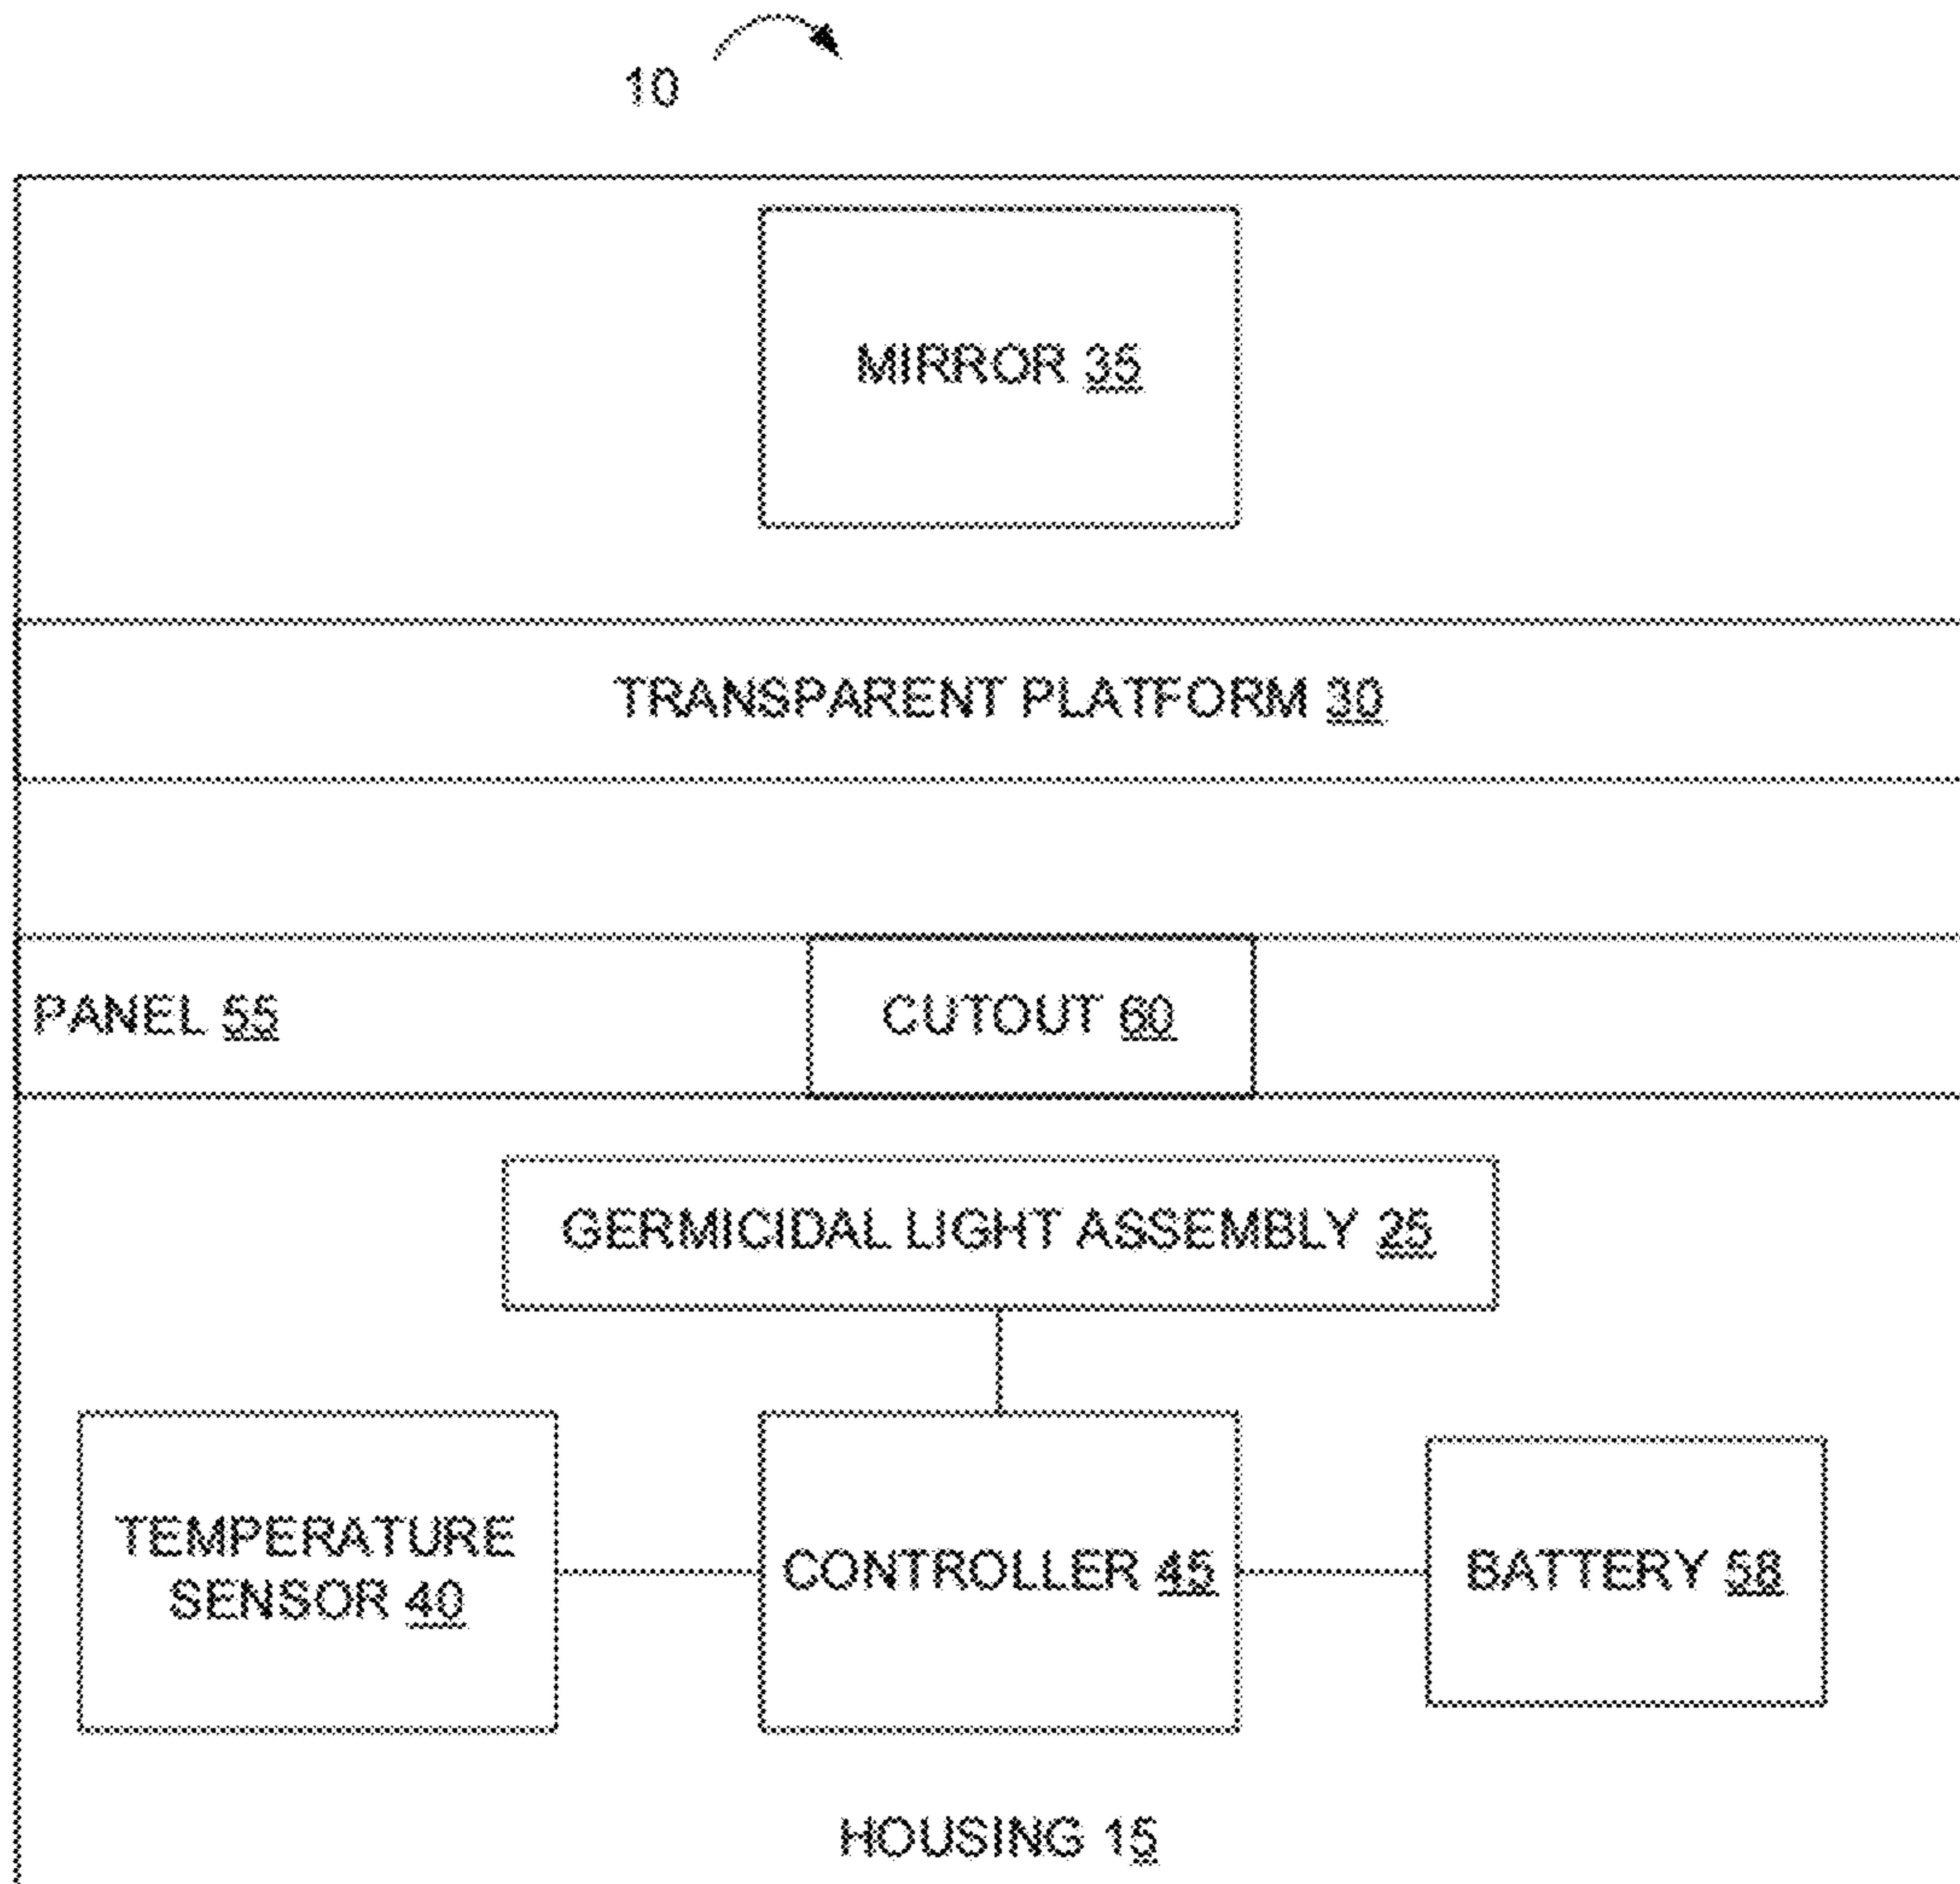 10
MIRROR 35
TRANSPARENT PLATFORM 30
PANEL 55
CUTOUT 60
GERMICIDAL LIGHT ASSEMBLY 25
TEMPERATURE
SENSOR 40
CONTROLLER 45
BATTERY 58
HOUSING 15